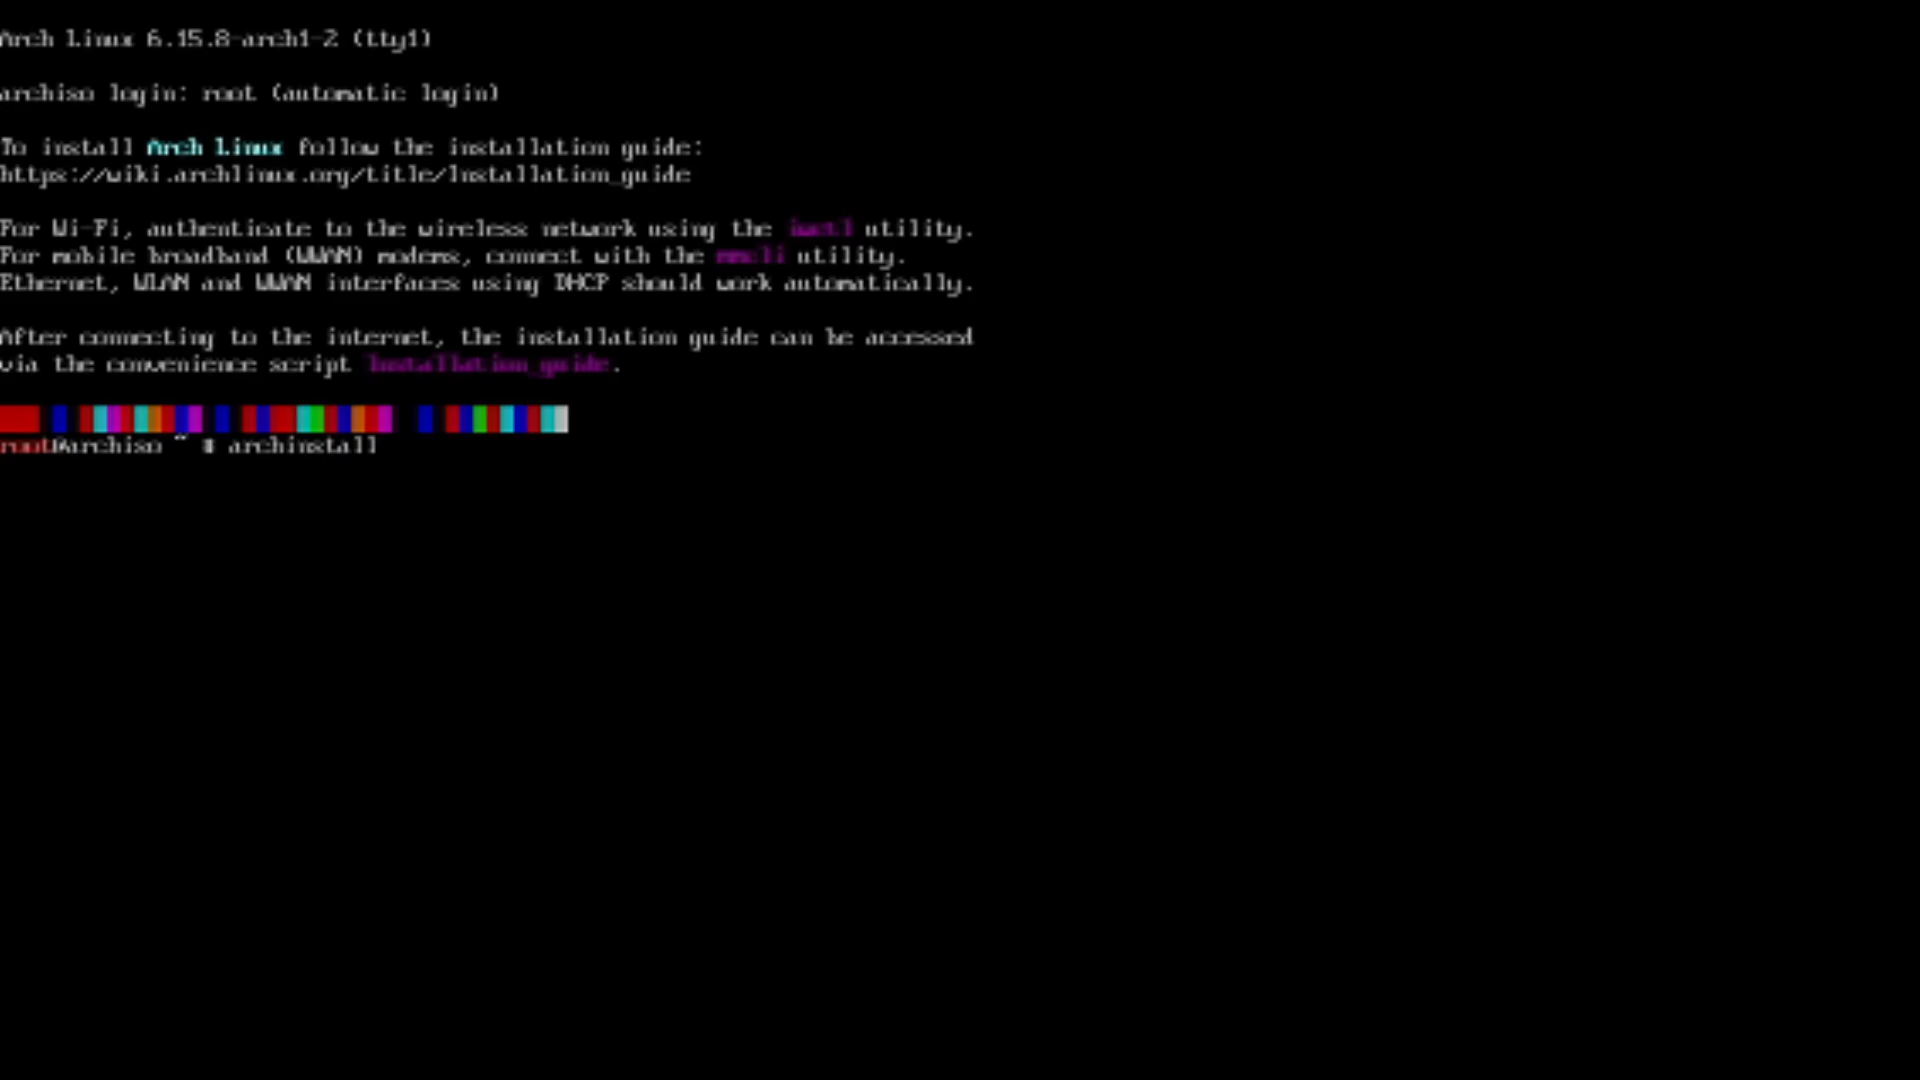 Arch Linux 6.15.8-arch1-2 (tty1)
archiso login: root (automatic login)
To install Arch Linux follow the installation guide:
https://wiki.archlinux.org/title/Installation_guide
For Wi-Fi, authenticate to the wireless network using the iwctl utility.
For mobile broadband (WWAN) modems, connect with the mmcli utility.
Ethernet, WLAN and WWAN interfaces using DHCP should work automatically.
After connecting to the internet, the installation guide can be accessed
via the convenience script Installation_guide.
root@archiso ~ # archinstall